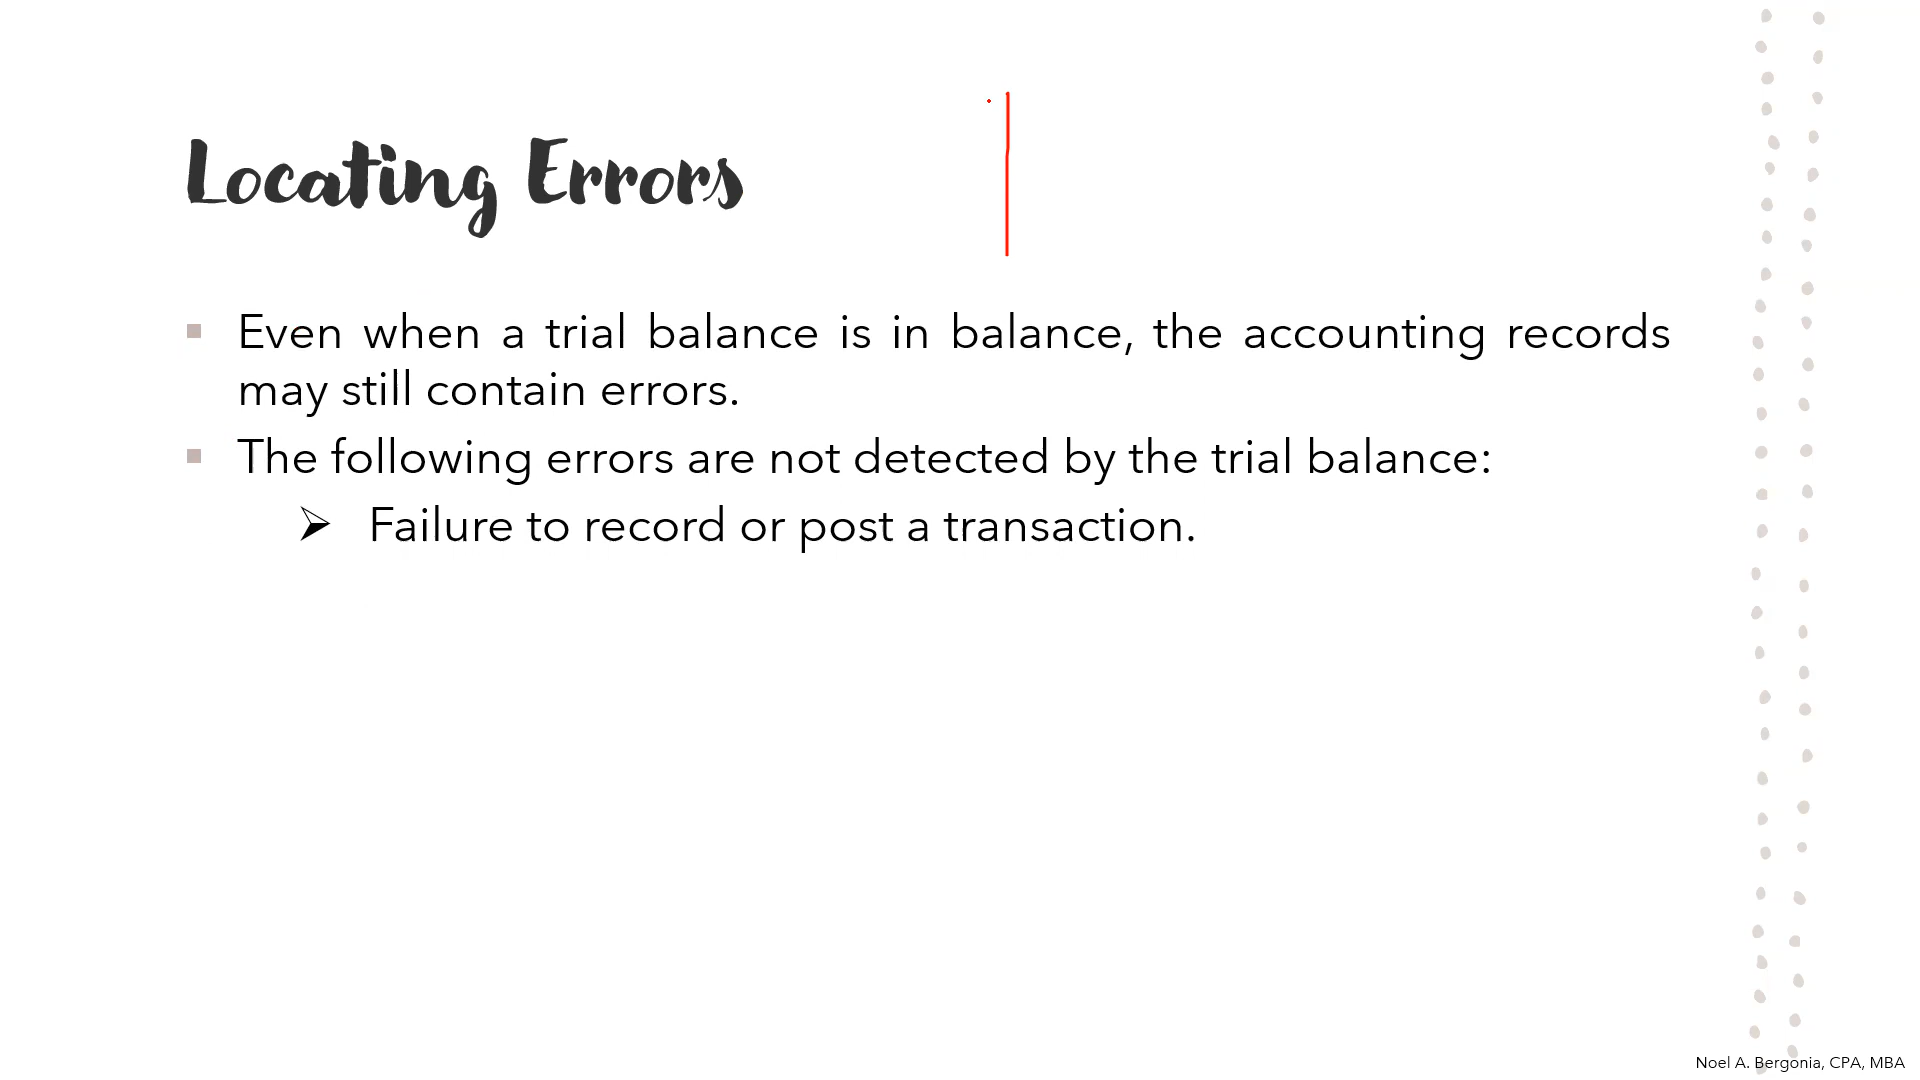 Locating Errors
Even when a trial balance is in balance, the accounting records
may still contain errors.
The following errors are not detected by the trial balance:
Failure to record or post a transaction.
Noel A. Bergonia, CPA, MBA